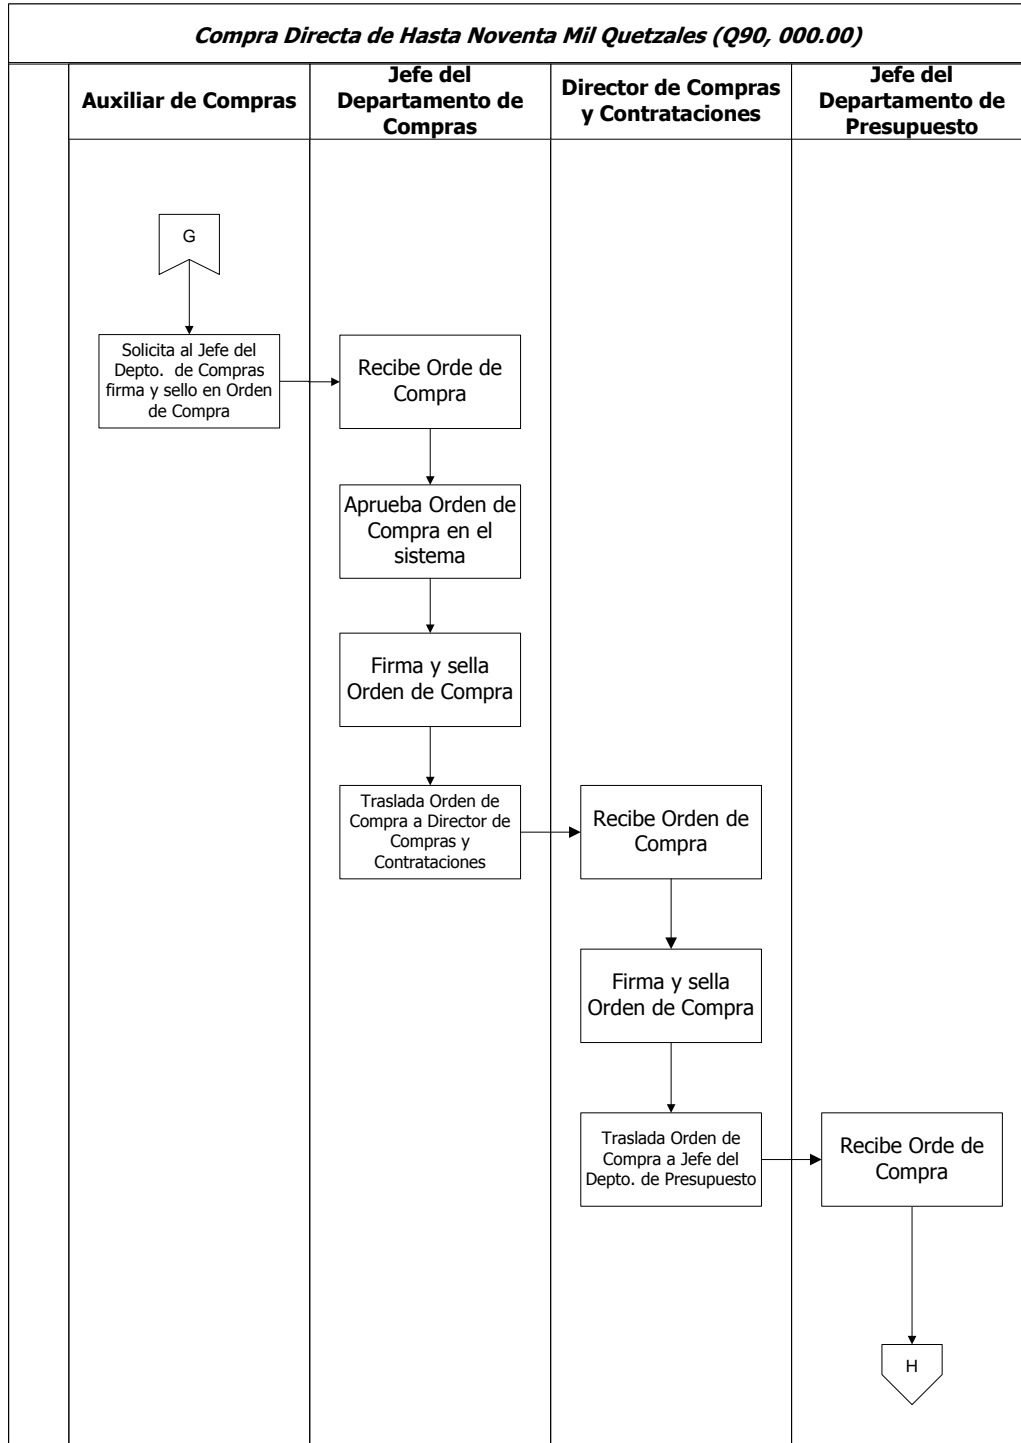 Compra Directa de Hasta Noventa Mil Quetzales (Q90, 000.00)
Auxiliar de Compras
Jefe del
Departamento de
Compras
Director de Compras
y Contrataciones
Jefe del
Departamento de
Presupuesto
G
Solicita al Jefe del
Depto. de Compras
firma y sello en Orden
de Compra
Recibe Orde de
Compra
Aprueba Orden de
Compra en el
sistema
Firma y sella
Orden de Compra
Traslada Orden de
Compra a Director de
Compras y
Contrataciones
Recibe Orden de
Compra
Firma y sella
Orden de Compra
Traslada Orden de
Compra a Jefe del
Depto. de Presupuesto
Recibe Orde de
Compra
H